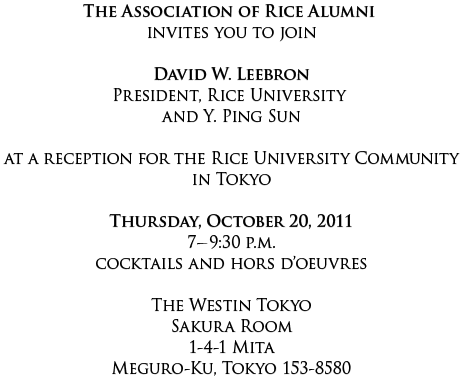 The Association of Rice Alumni
invites you to join
David W. Leebron
President, Rice University
and Y. Ping Sun
at a reception for the Rice University Community
in Tokyo
Thursday, October 20, 2011
7–9:30 p.m.
cocktails and hors d'oeuvres
The Westin Tokyo
Sakura Room
1-4-1 Mita
Meguro-Ku, Tokyo 153-8580